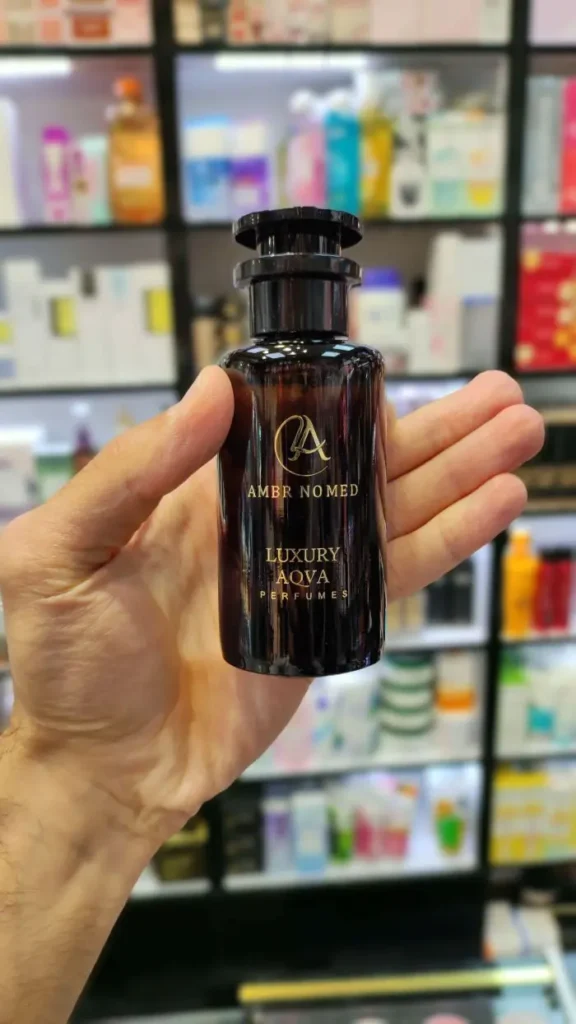 AMBR NOMED
LUXURY
AQVA
PERFUMES